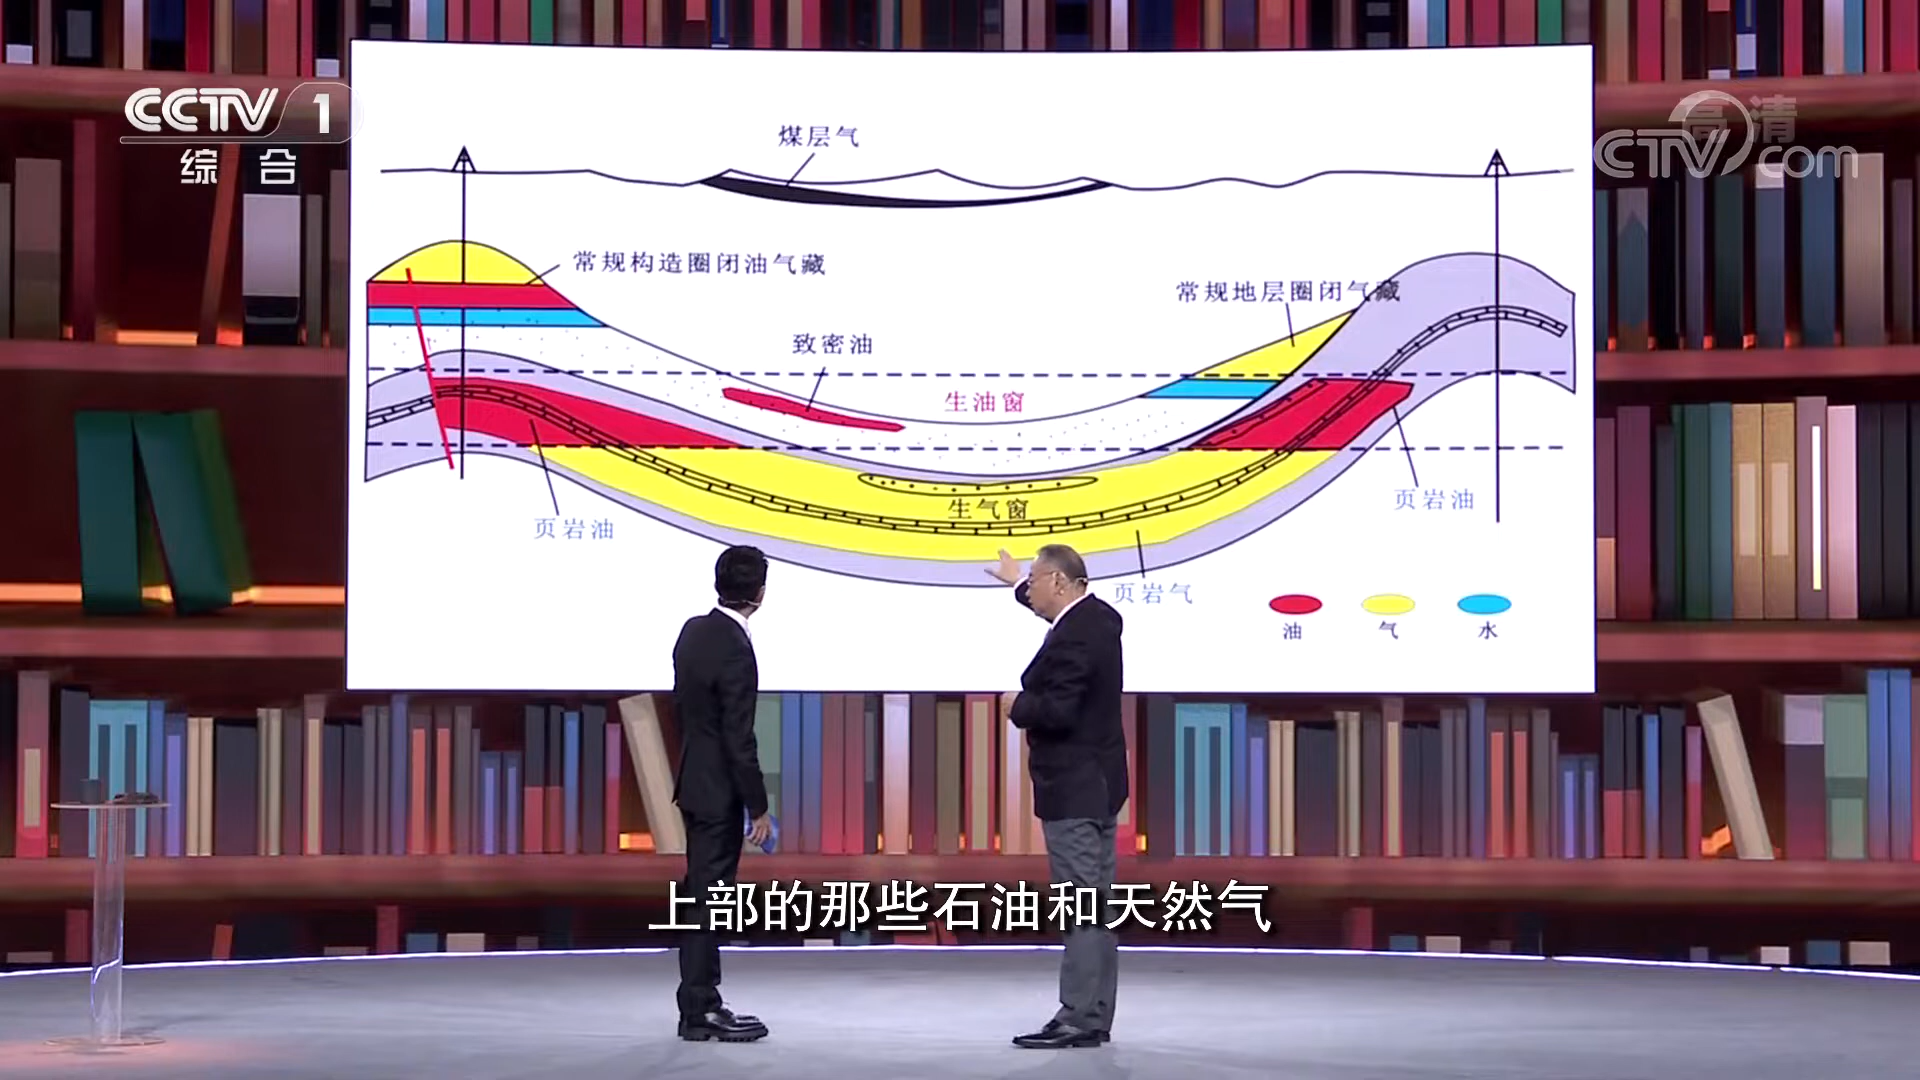 CCTV 1
综 合
高清
CCTV com
煤层气
常规构造圈闭油气藏
常规地层圈闭气藏
致密油
生油窗
生气窗
页岩油
页岩油
页岩气
油 气 水
上部的那些石油和天然气